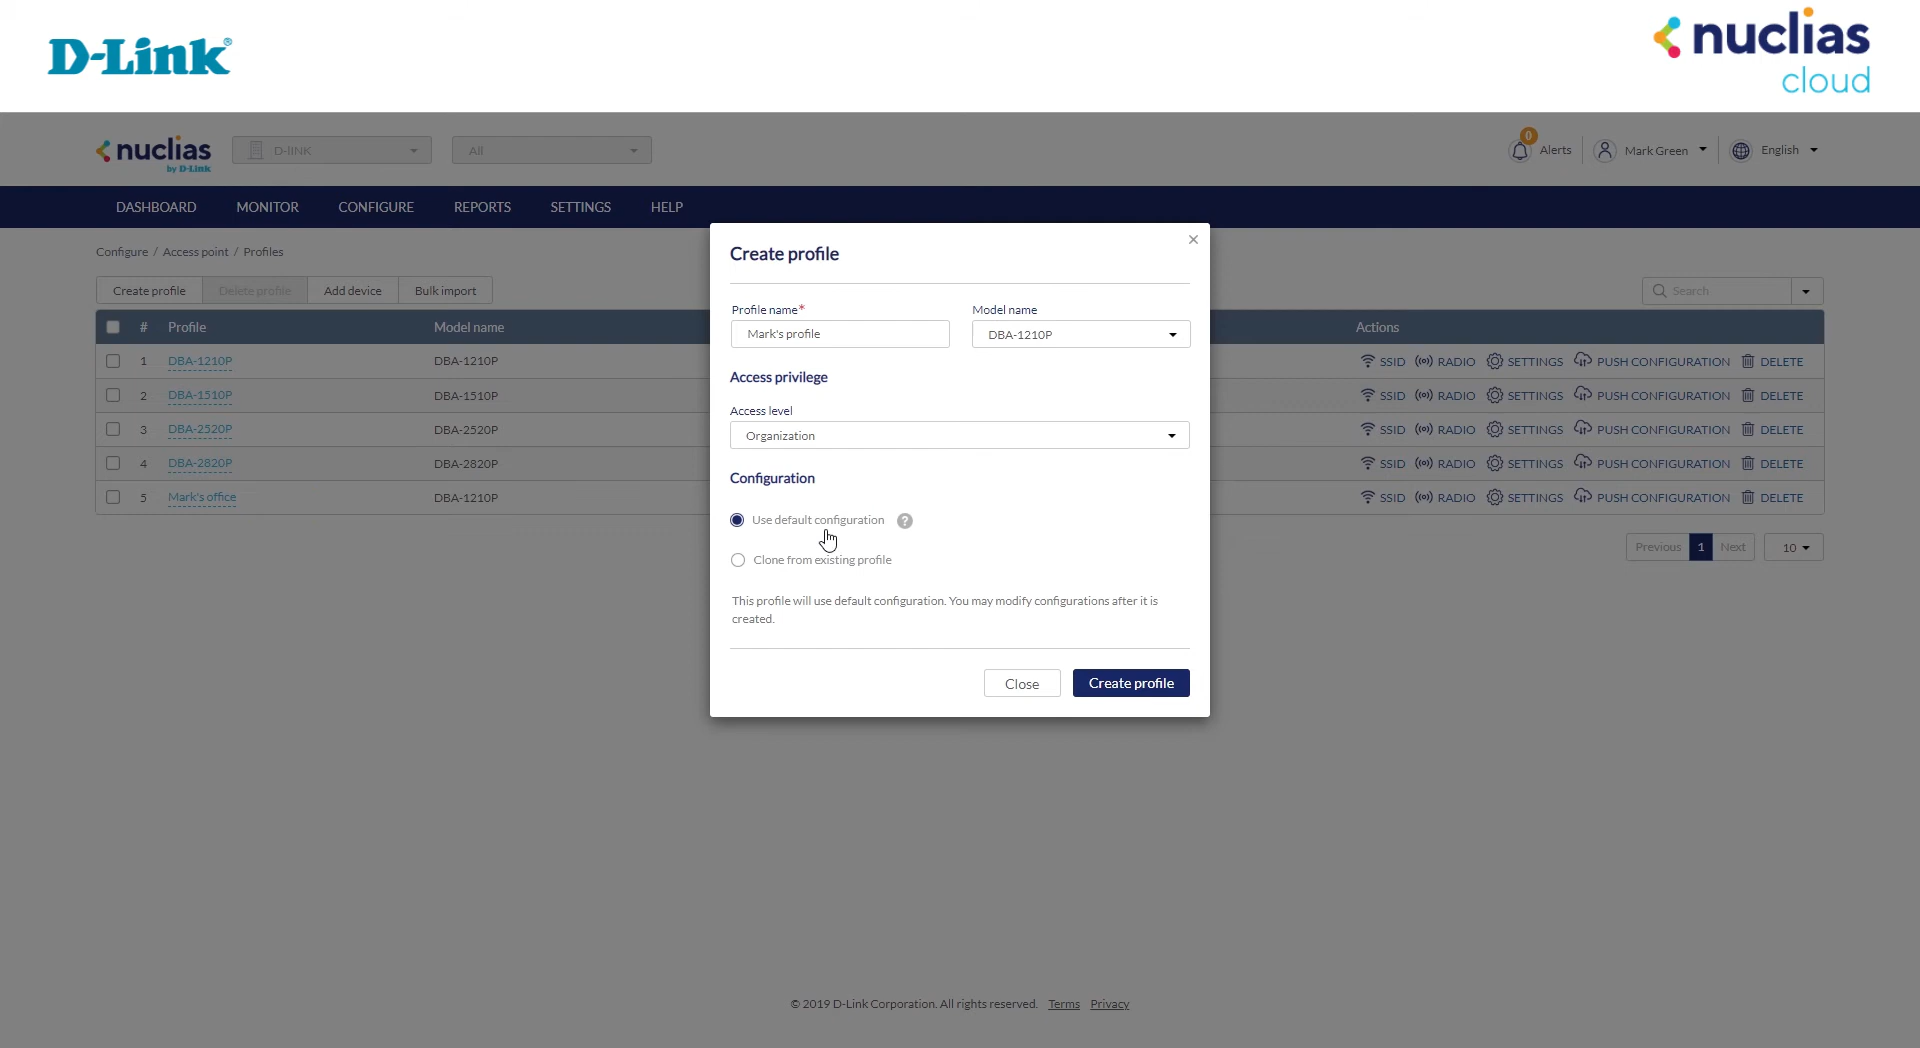 D-Link®
nuclias
cloud
nuclias
by D-Link
D-lINK
All
0
Alerts
Mark Green
English
DASHBOARD MONITOR CONFIGURE REPORTS SETTINGS HELP
Configure / Access point / Profiles
Create profile Delete profile Add device Bulk import
Search
# Profile Model name Actions
1 DBA-1210P DBA-1210P SSID RADIO SETTINGS PUSH CONFIGURATION DELETE
2 DBA-1510P DBA-1510P SSID RADIO SETTINGS PUSH CONFIGURATION DELETE
3 DBA-2520P DBA-2520P SSID RADIO SETTINGS PUSH CONFIGURATION DELETE
4 DBA-2820P DBA-2820P SSID RADIO SETTINGS PUSH CONFIGURATION DELETE
5 Mark's office DBA-1210P SSID RADIO SETTINGS PUSH CONFIGURATION DELETE
Previous 1 Next 10
Create profile
Profile name* Model name
Mark's profile DBA-1210P
Access privilege
Access level
Organization
Configuration
Use default configuration ?
Clone from existing profile
This profile will use default configuration. You may modify configurations after it is
created.
Close Create profile
© 2019 D-Link Corporation. All rights reserved. Terms Privacy